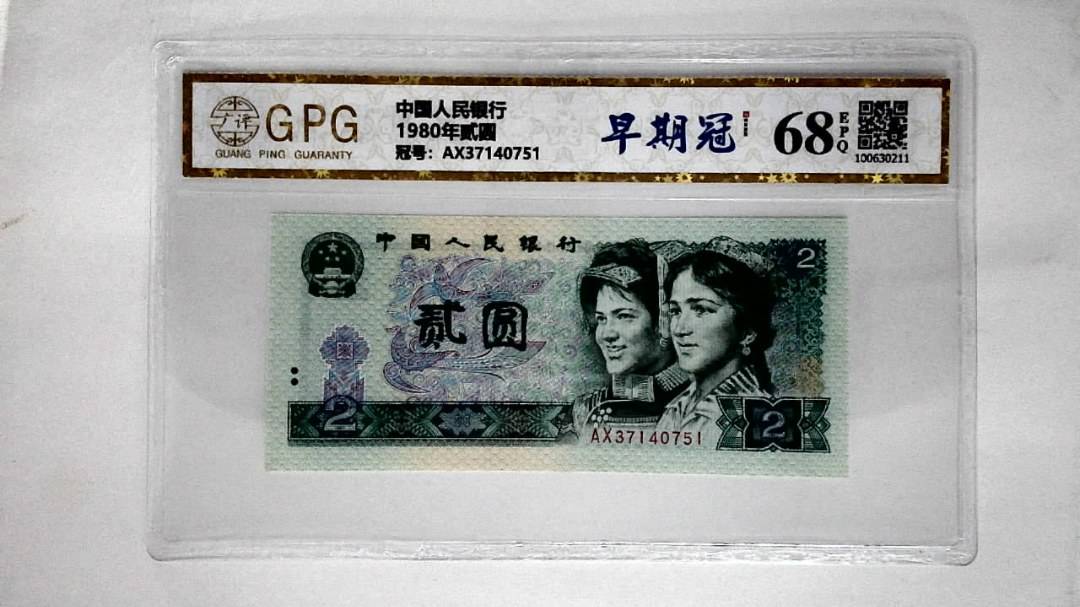 GPG
广评
GUANG PING GUARANTY
中国人民银行
1980年贰圆
冠号：AX37140751
早期冠
68
EPQ
100630211
中国人民银行
贰圆
2
2
AX37140751
2